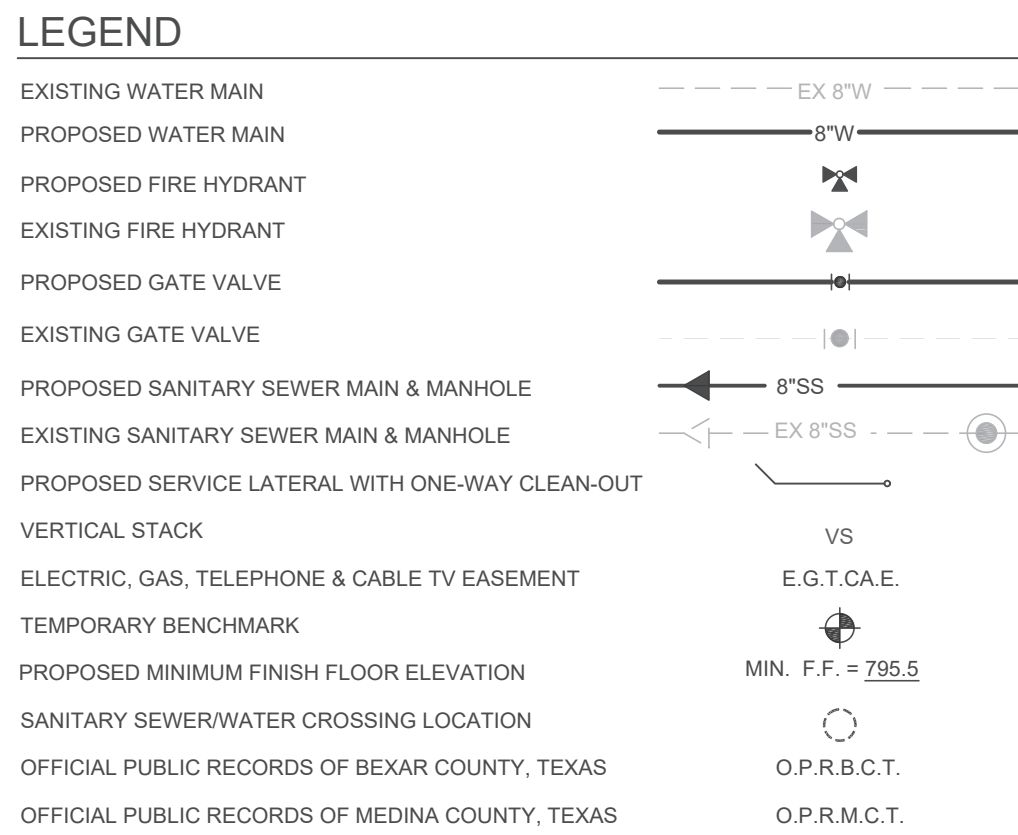 LEGEND
EXISTING WATER MAIN EX 8"W
PROPOSED WATER MAIN 8"W
PROPOSED FIRE HYDRANT
EXISTING FIRE HYDRANT
PROPOSED GATE VALVE
EXISTING GATE VALVE
PROPOSED SANITARY SEWER MAIN & MANHOLE 8"SS
EXISTING SANITARY SEWER MAIN & MANHOLE EX 8"SS
PROPOSED SERVICE LATERAL WITH ONE-WAY CLEAN-OUT
VERTICAL STACK VS
ELECTRIC, GAS, TELEPHONE & CABLE TV EASEMENT E.G.T.CA.E.
TEMPORARY BENCHMARK
PROPOSED MINIMUM FINISH FLOOR ELEVATION MIN. F.F. = 795.5
SANITARY SEWER/WATER CROSSING LOCATION
OFFICIAL PUBLIC RECORDS OF BEXAR COUNTY, TEXAS O.P.R.B.C.T.
OFFICIAL PUBLIC RECORDS OF MEDINA COUNTY, TEXAS O.P.R.M.C.T.